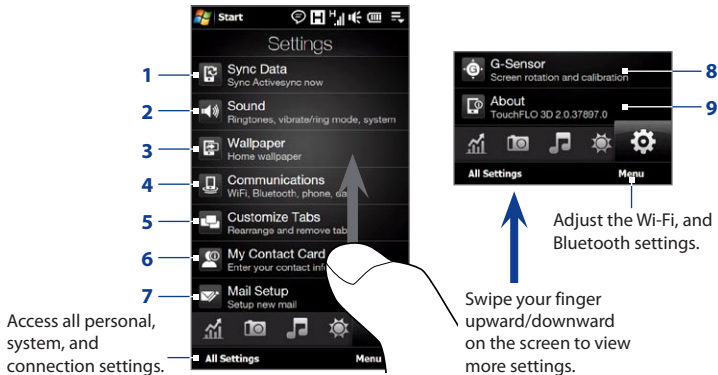 Start
Settings
1
Sync Data
Sync Activesync now
2
Sound
Ringtones, vibrate/ring mode, system
3
Wallpaper
Home wallpaper
4
Communications
WiFi, Bluetooth, phone,
5
Customize Tabs
Rearrange and remove tab
6
My Contact Card
Enter your contact inf
7
Mail Setup
Setup new mail
All Settings
Menu
Access all personal,
system, and
connection settings.
G-Sensor
Screen rotation and calibration
8
About
TouchFLO 3D 2.0.37897.0
9
All Settings
Menu
Adjust the Wi-Fi, and
Bluetooth settings.
Swipe your finger
upward/downward
on the screen to view
more settings.